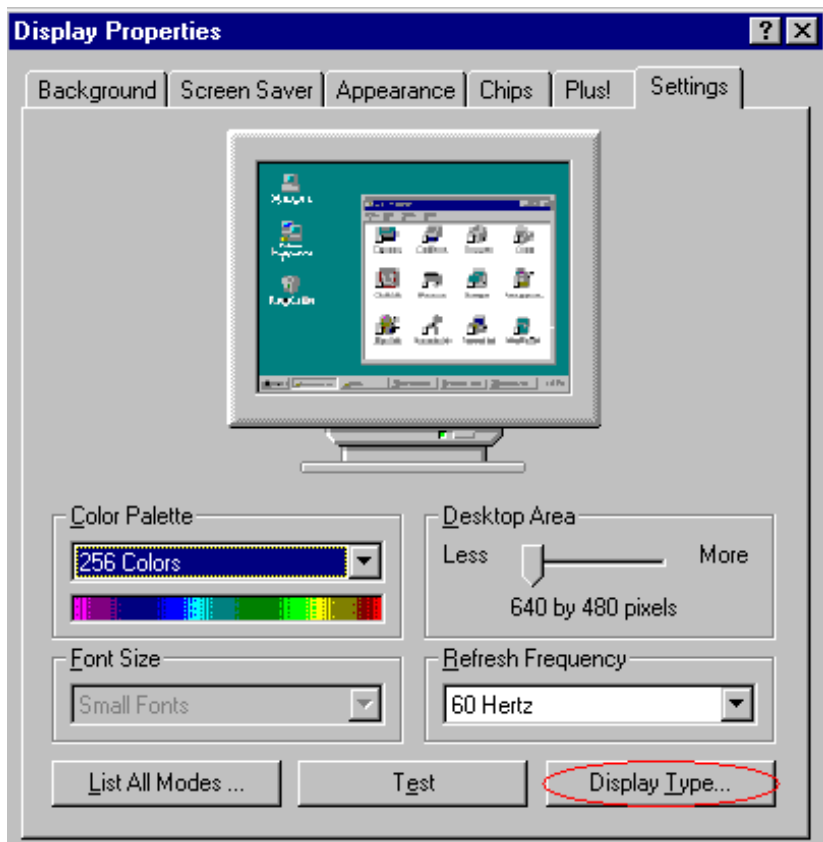 Display Properties
Background Screen Saver Appearance Chips Plus! Settings
Color Palette
256 Colors
Desktop Area
Less More
640 by 480 pixels
Font Size
Small Fonts
Refresh Frequency
60 Hertz
List All Modes ... Test Display Type...